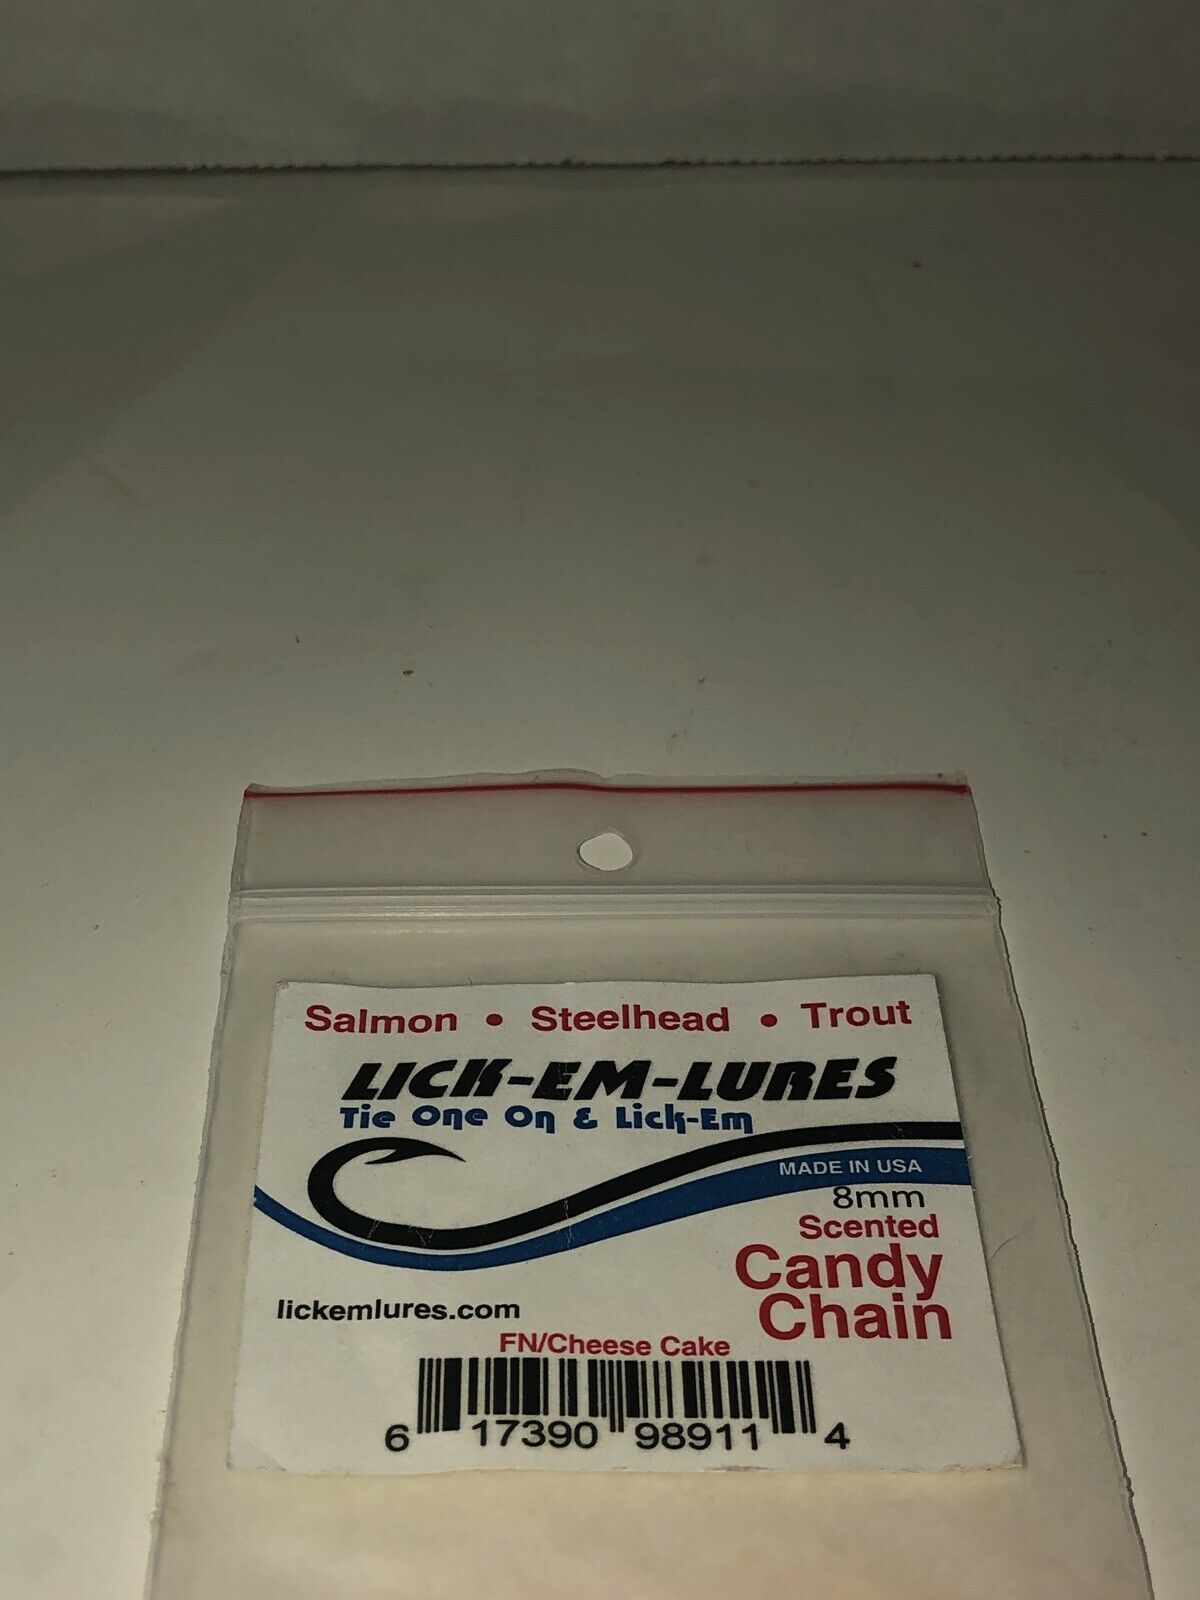 Salmon • Steelhead • Trout
LICK-EM-LURES
Tie One On & Lick-Em
MADE IN USA
8mm
Scented
Candy
Chain
lickemlures.com
FN/Cheese Cake
6 17390 98911 4